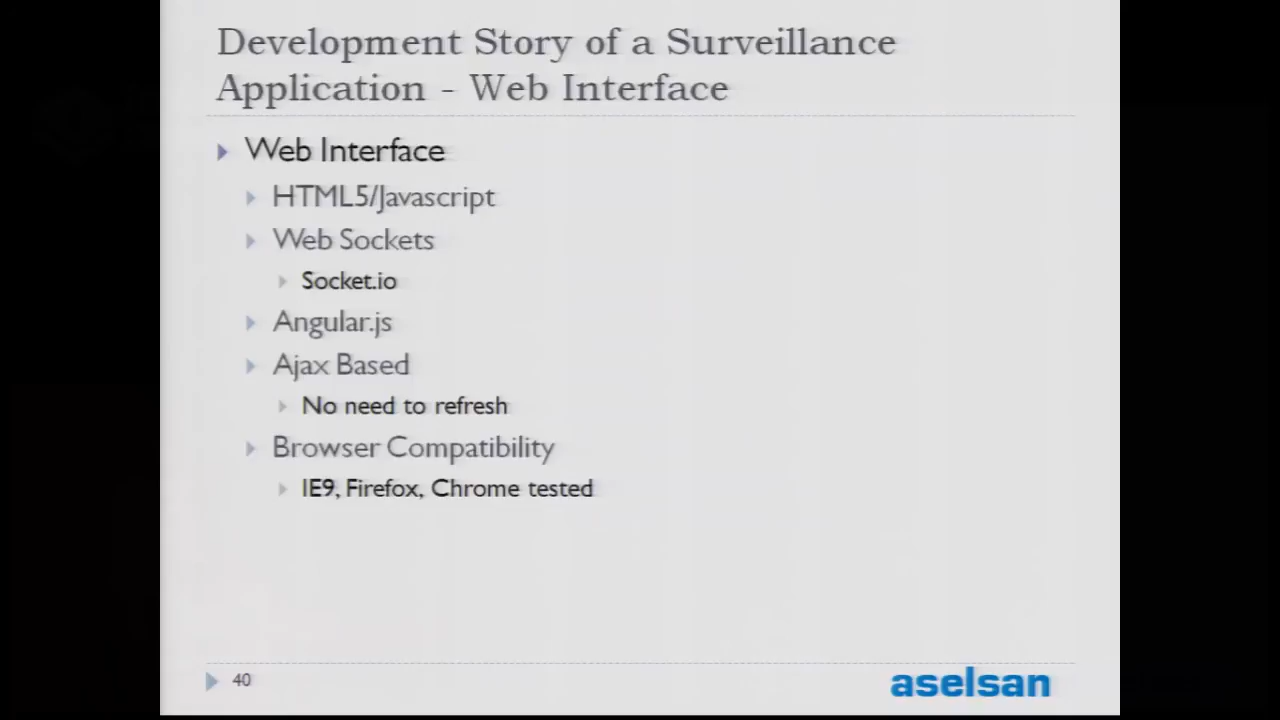 Development Story of a Surveillance
Application - Web Interface
Web Interface
HTML5/Javascript
Web Sockets
Socket.io
Angular.js
Ajax Based
No need to refresh
Browser Compatibility
IE9, Firefox, Chrome tested
40
aselsan